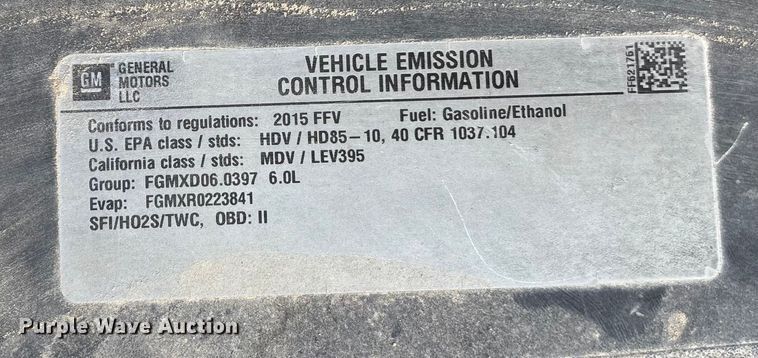 GM
GENERAL
MOTORS
LLC
VEHICLE EMISSION
CONTROL INFORMATION
FF621761
Conforms to regulations: 2015 FFV Fuel: Gasoline/Ethanol
U.S. EPA class / stds: HDV / HD85-10, 40 CFR 1037.104
California class / stds: MDV / LEV395
Group: FGMXD06.0397 6.0L
Evap: FGMXR0223841
SFI/HO2S/TWC, OBD: II
Purple Wave Auction